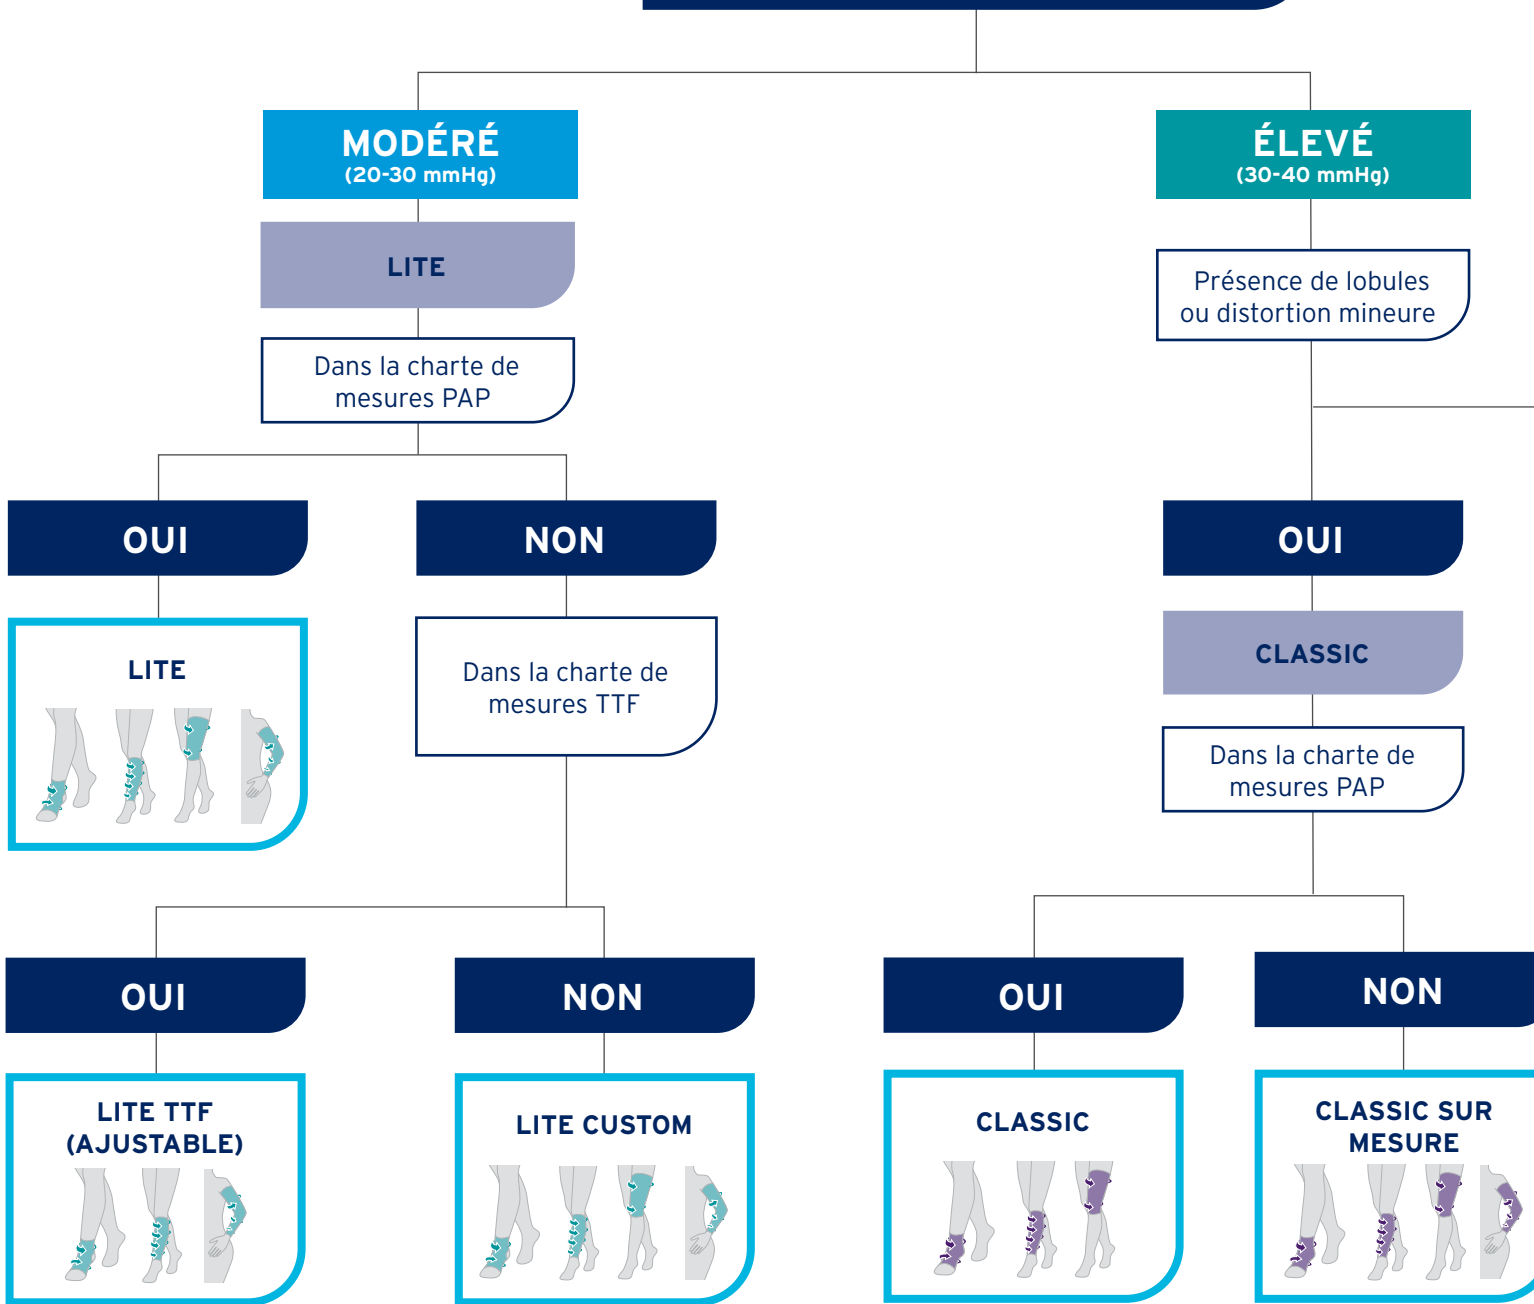 MODÉRÉ
(20-30 mmHg)
LITE
Dans la charte de
mesures PAP
OUI
NON
LITE
Dans la charte de
mesures TTF
OUI
NON
LITE TTF
(AJUSTABLE)
LITE CUSTOM
ÉLEVÉ
(30-40 mmHg)
Présence de lobules
ou distortion mineure
OUI
CLASSIC
Dans la charte de
mesures PAP
OUI
NON
CLASSIC
CLASSIC SUR
MESURE